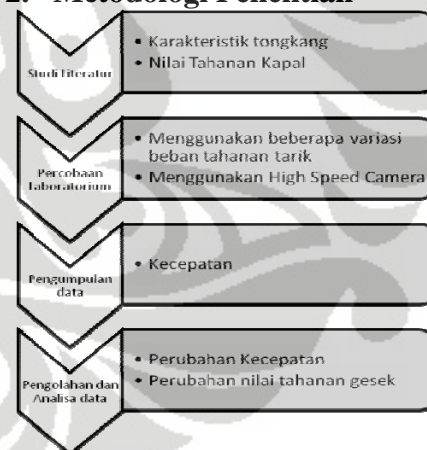 2. Metodologi Penelitian
Studi Literatur
• Karakteristik tongkang
• Nilai Tahanan Kapal
Percobaan
Laboratorium
• Menggunakan beberapa variasi
beban tahanan tarik
• Menggunakan High Speed Camera
Pengumpulan
data
• Kecepatan
Pengolahan dan
Analisa data
• Perubahan Kecepatan
• Perubahan nilai tahanan gesek